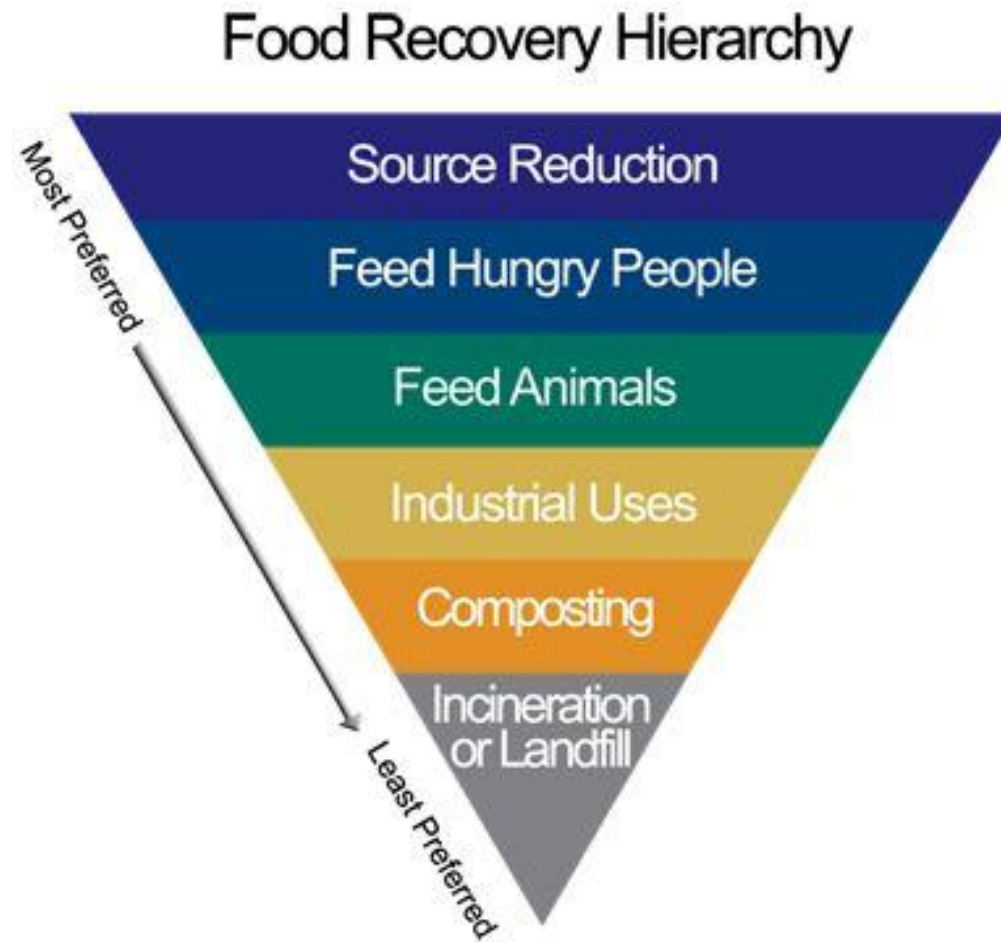 Food Recovery Hierarchy
Most Preferred
Source Reduction
Feed Hungry People
Feed Animals
Industrial Uses
Composting
Incineration
or Landfill
Least Preferred